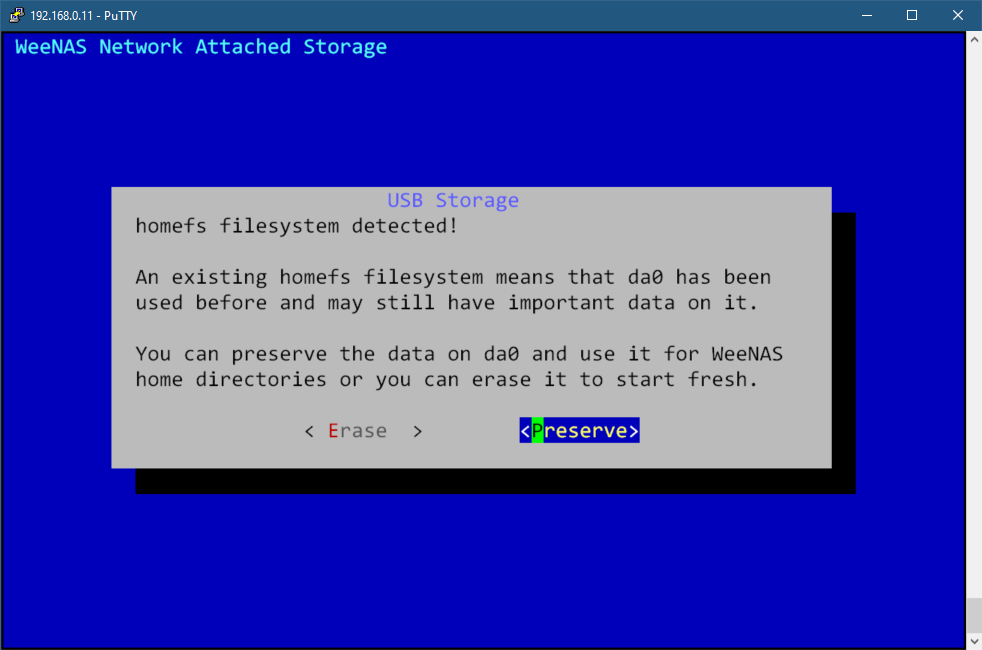 192.168.0.11 - PuTTY
WeeNAS Network Attached Storage
USB Storage
homefs filesystem detected!
An existing homefs filesystem means that da0 has been
used before and may still have important data on it.
You can preserve the data on da0 and use it for WeeNAS
home directories or you can erase it to start fresh.
< Erase  > <Preserve>